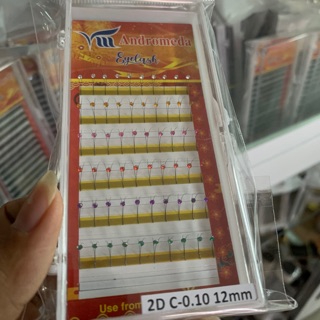 Andromeda
Eyelash
Use from
2D C-0.10 12mm